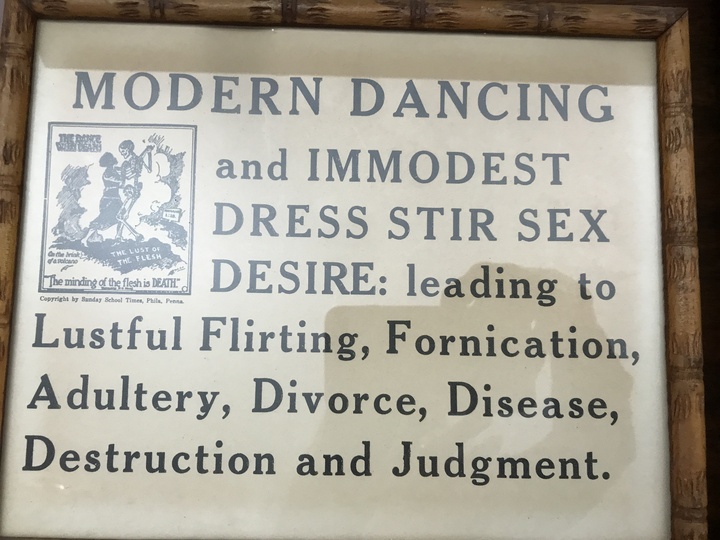 MODERN DANCING
THE DANCE
WITH DEATH
and IMMODEST
DRESS STIR SEX
DESIRE: leading to
On the brink
of a volcano
THE LUST OF
THE FLESH
"The minding of the flesh is DEATH"
Copyright by Sunday School Times, Phila, Penna.
Lustful Flirting, Fornication,
Adultery, Divorce, Disease,
Destruction and Judgment.